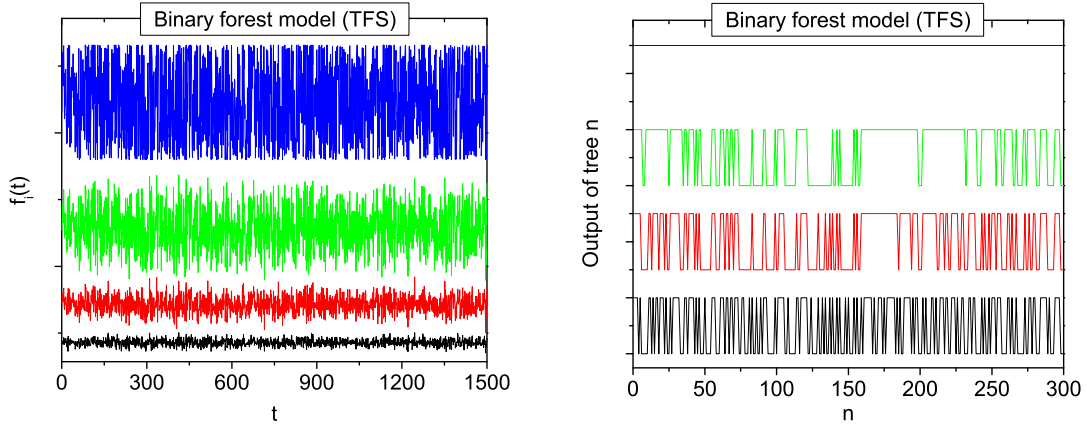 Binary forest model (TFS)
fi(t)
0 300 600 900 1200 1500
t
Binary forest model (TFS)
Output of tree n
0 50 100 150 200 250 300
n